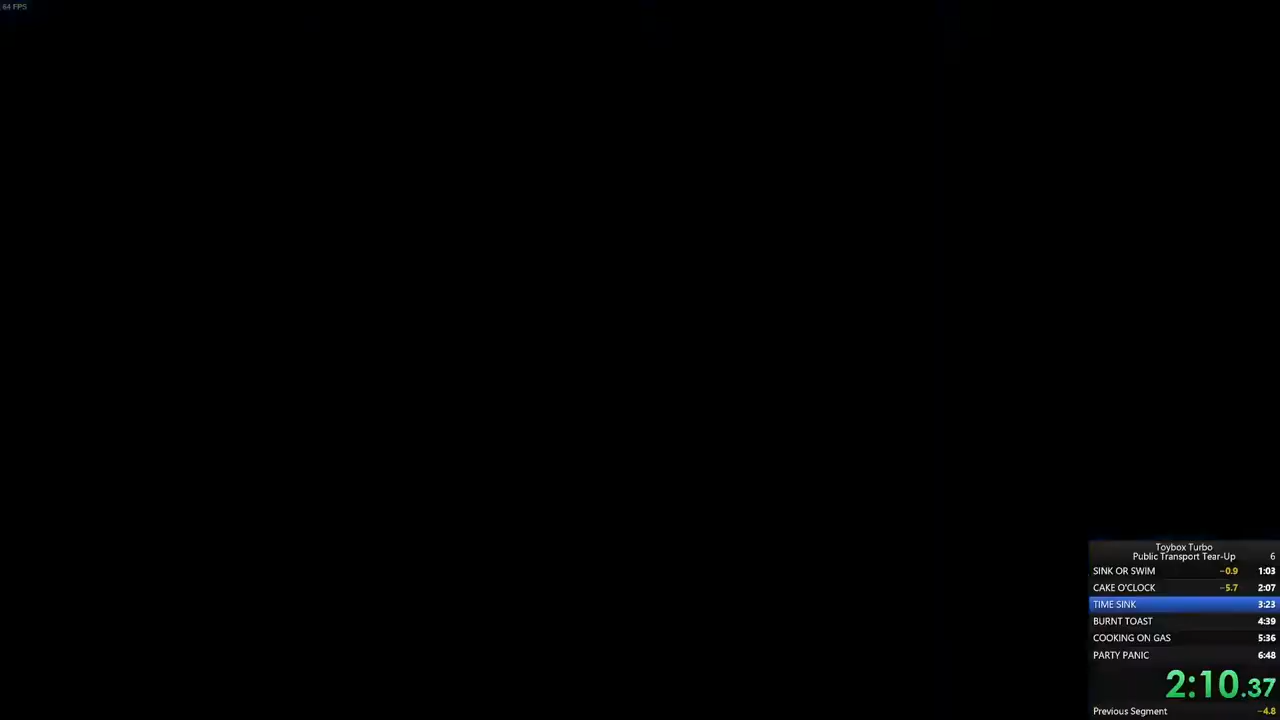 64 FPS
Toybox Turbo
Public Transport Tear-Up 6
SINK OR SWIM −0.9 1:03
CAKE O'CLOCK −5.7 2:07
TIME SINK 3:23
BURNT TOAST 4:39
COOKING ON GAS 5:36
PARTY PANIC 6:48
2:10.37
Previous Segment −4.8